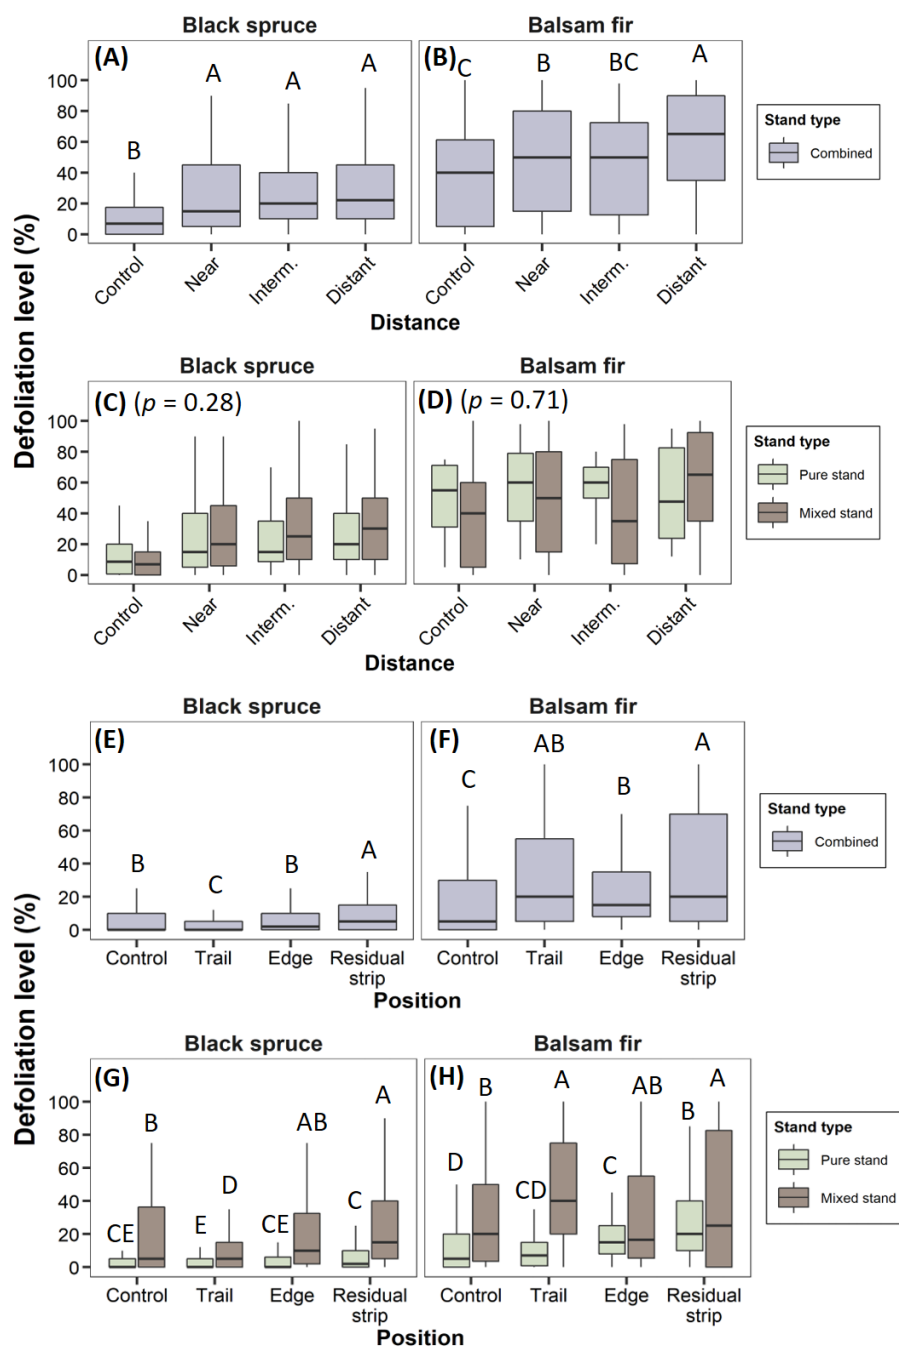 Black spruce
Balsam fir
(A)
(B)
A
A
A
B
C
B
BC
A
100
80
60
40
20
0
Control
Near
Interm.
Distant
Control
Near
Interm.
Distant
Distance
Stand type
Combined
Defoliation level (%)
Black spruce
Balsam fir
(C) (p = 0.28)
(D) (p = 0.71)
100
80
60
40
20
0
Control
Near
Interm.
Distant
Control
Near
Interm.
Distant
Distance
Stand type
Pure stand
Mixed stand
Black spruce
Balsam fir
(E)
(F)
B
C
B
A
C
AB
B
A
100
80
60
40
20
0
Control
Trail
Edge
Residual
strip
Control
Trail
Edge
Residual
strip
Position
Stand type
Combined
Defoliation level (%)
Black spruce
Balsam fir
(G)
(H)
CE
B
E
D
CE
AB
C
A
D
B
CD
A
C
AB
B
A
100
80
60
40
20
0
Control
Trail
Edge
Residual
strip
Control
Trail
Edge
Residual
strip
Position
Stand type
Pure stand
Mixed stand